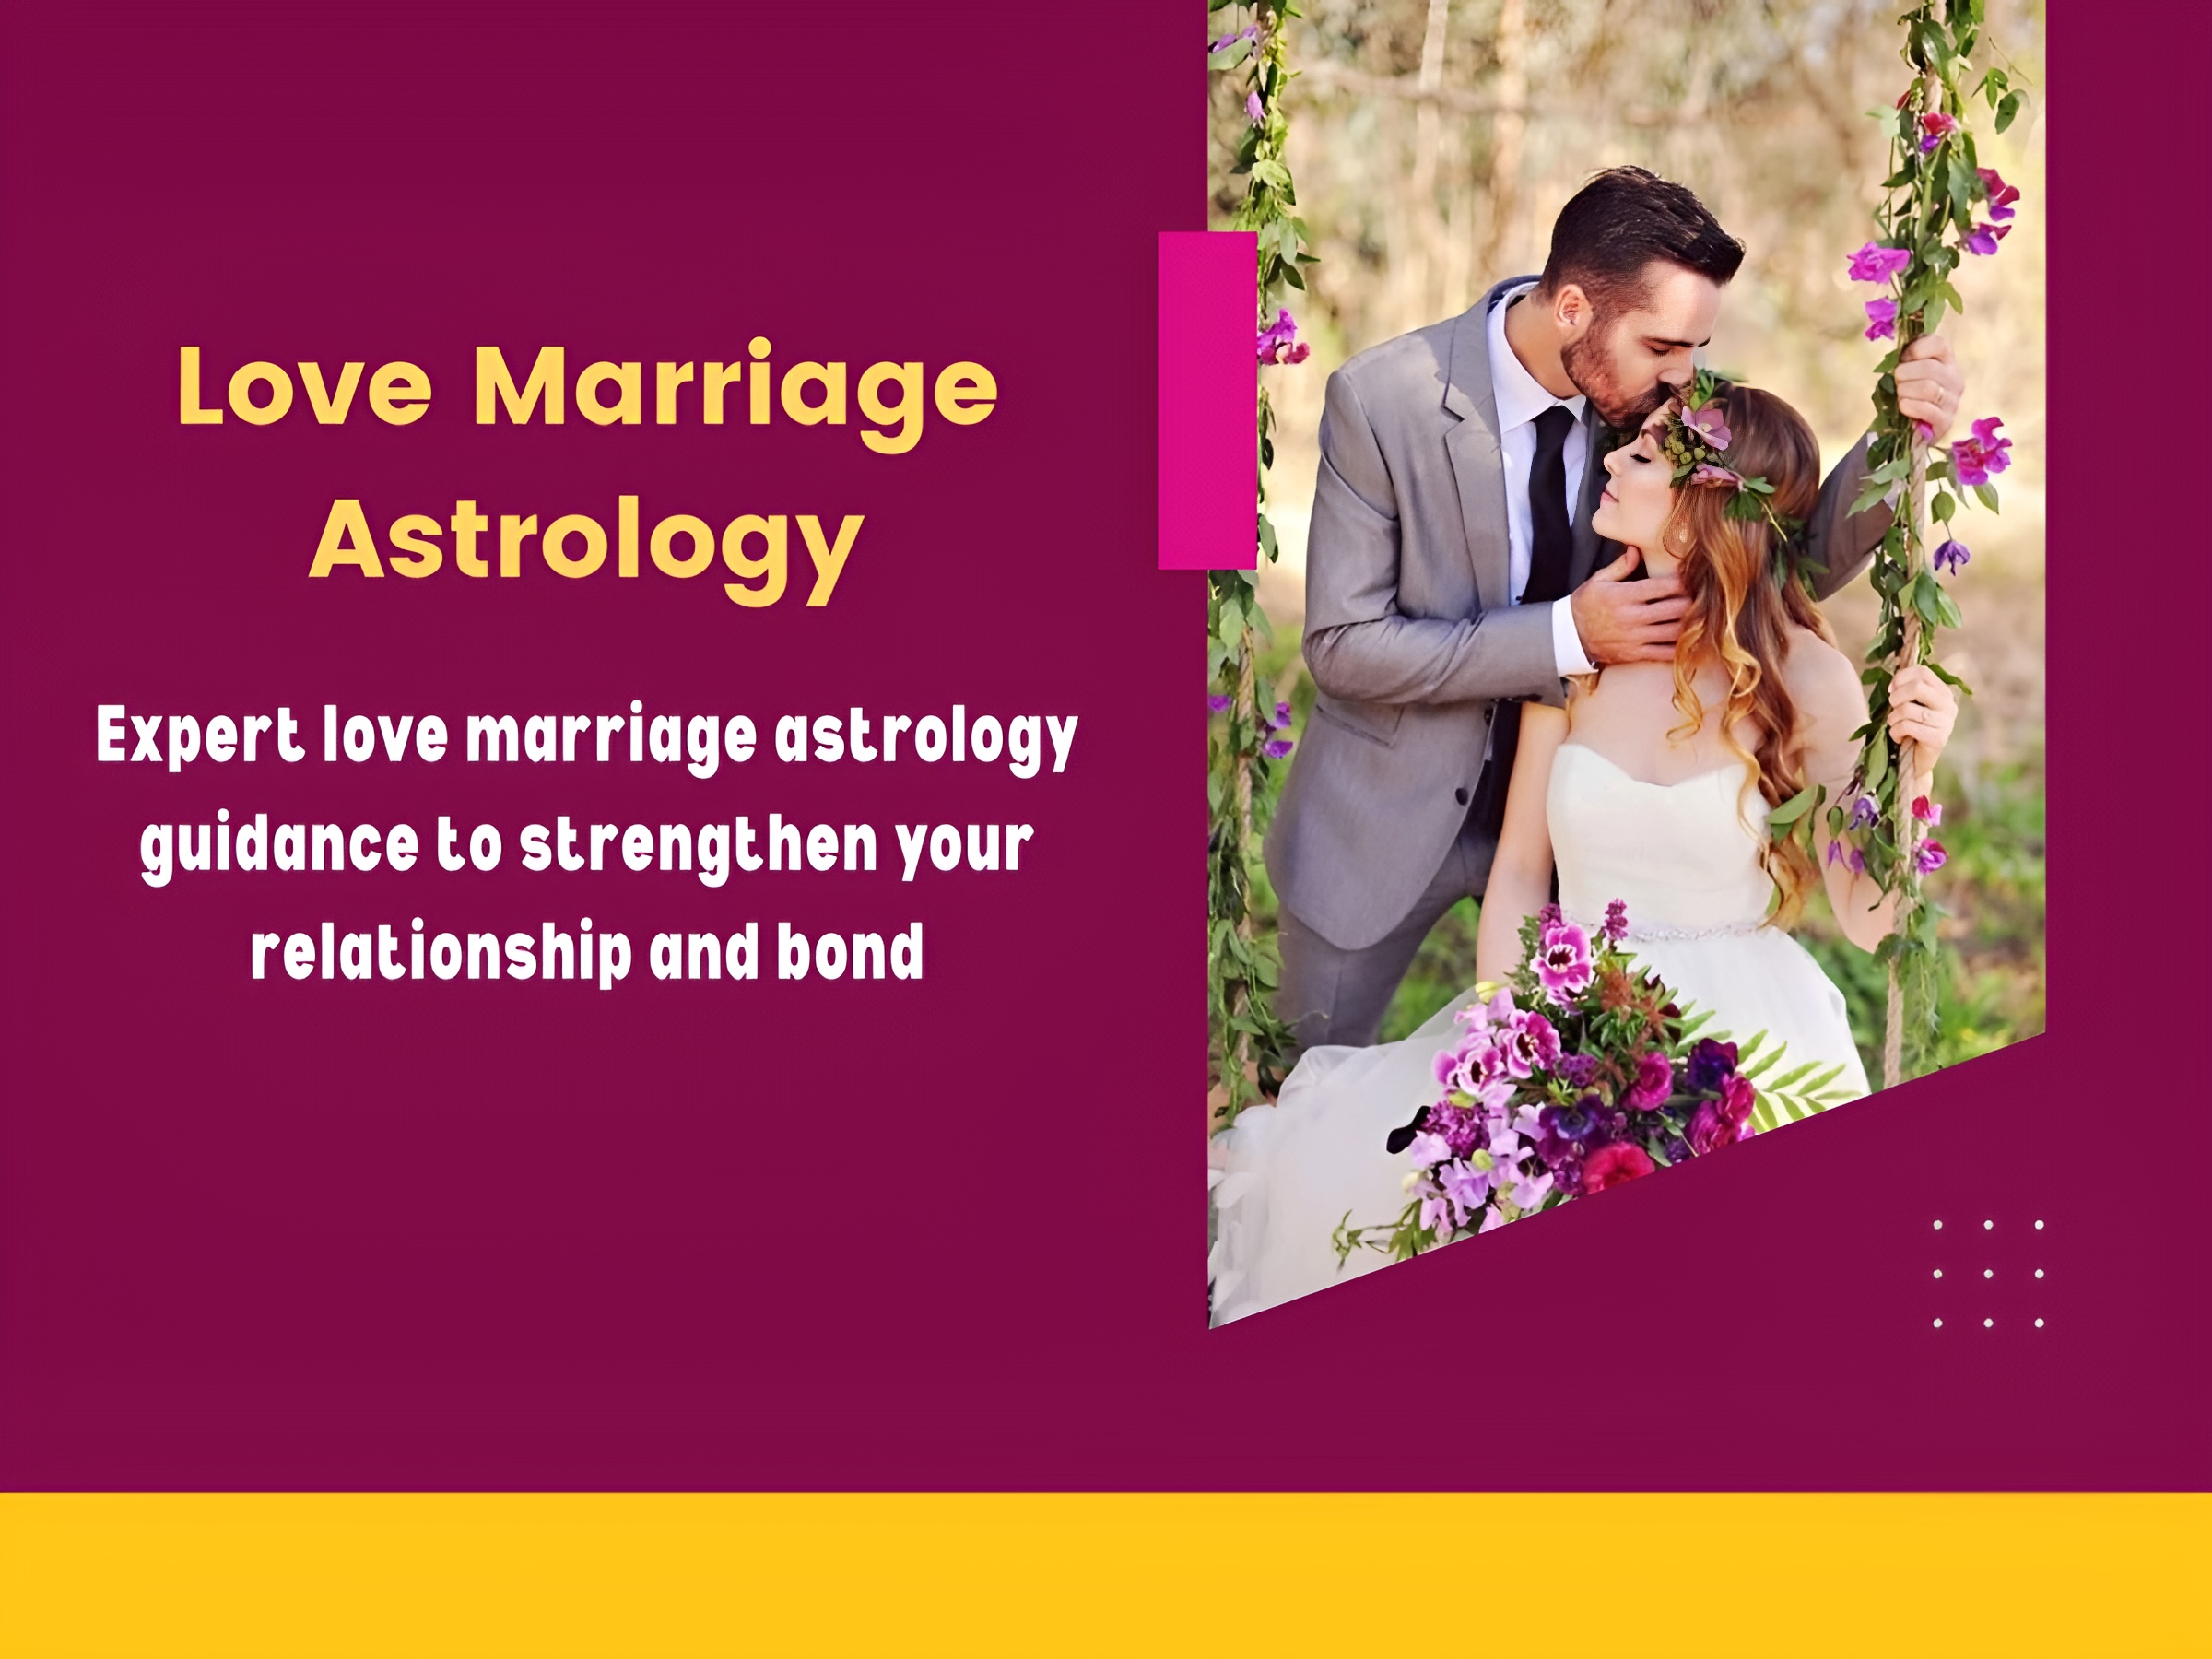 Love Marriage
Astrology
Expert love marriage astrology
guidance to strengthen your
relationship and bond